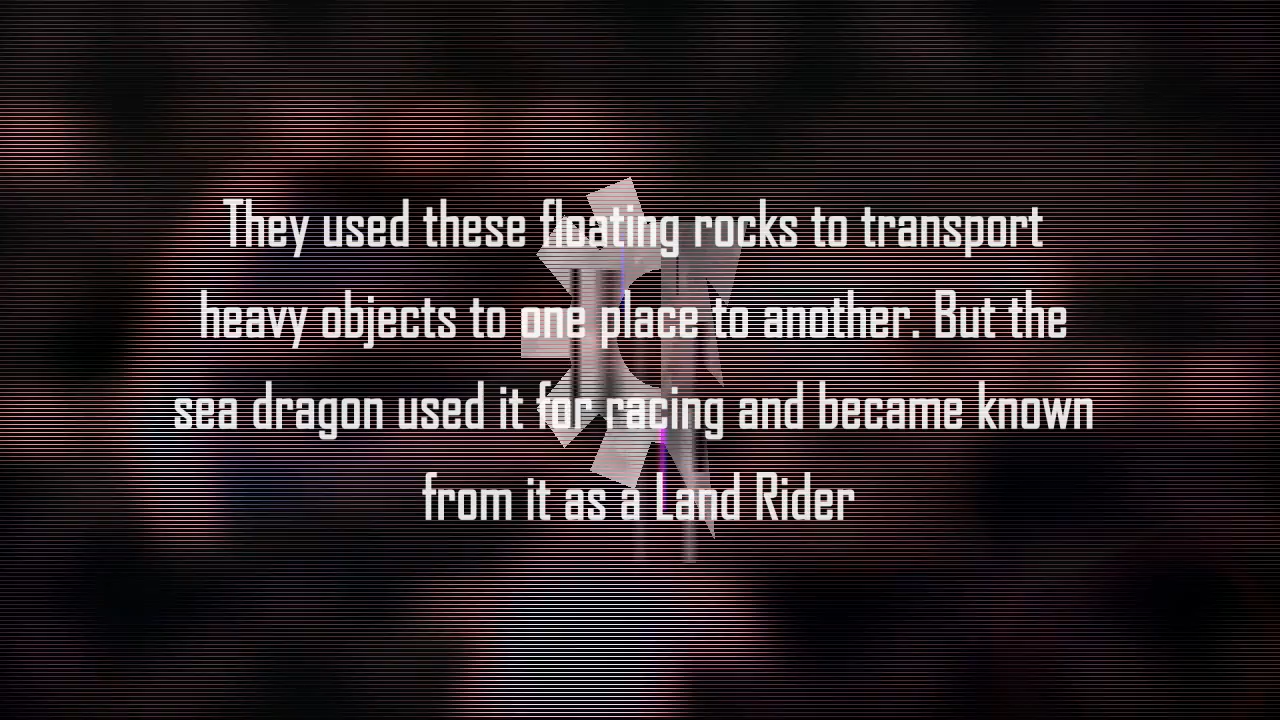 They used these floating rocks to transport
heavy objects to one place to another. But the
sea dragon used it for racing and became known
from it as a Land Rider